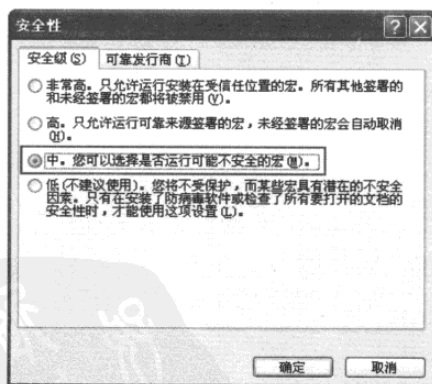 安全性
安全级(S) 可靠发行商(T)
非常高。只允许运行安装在受信任位置的宏。所有其他签署的
和未经签署的宏都将被禁用(V)。
高。只允许运行可靠来源签署的宏，未经签署的宏会自动取消
(H)。
中。您可以选择是否运行可能不安全的宏(M)。
低(不建议使用)。您将不受保护，而某些宏具有潜在的不安全
因素。只有在安装了防病毒软件或检查了所有要打开的文档的
安全性时，才能使用这项设置(L)。
确定 取消